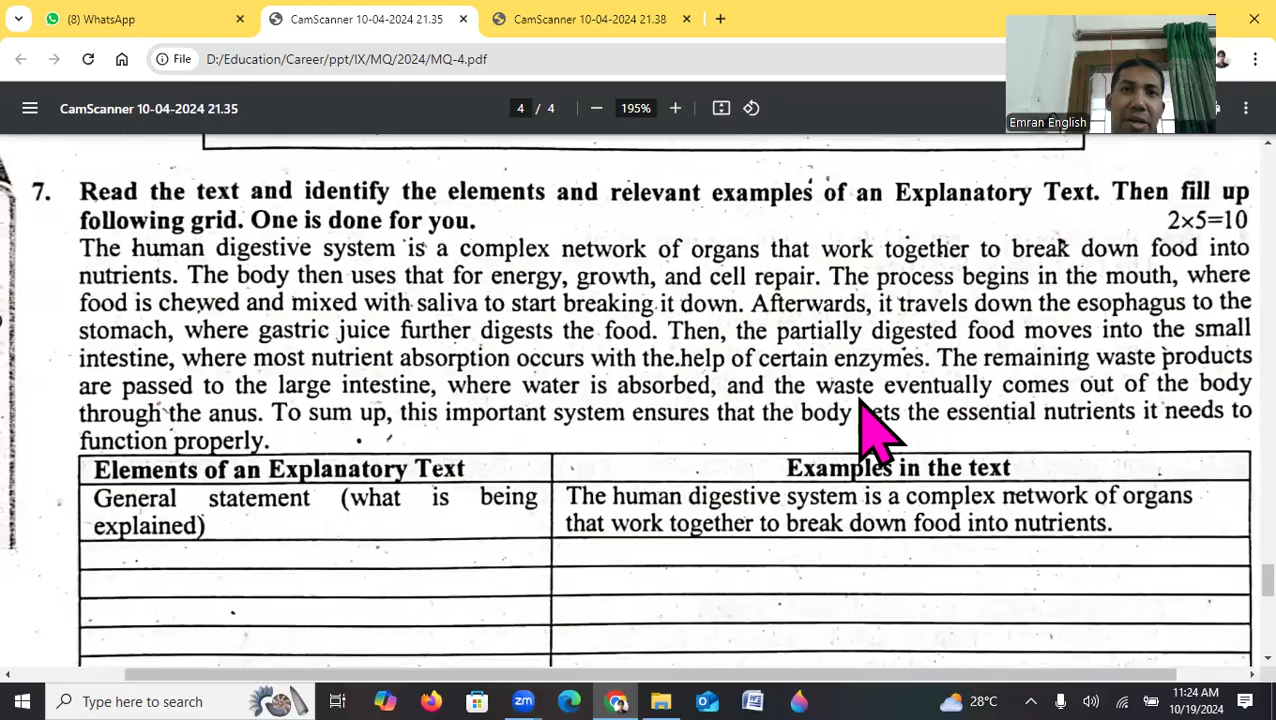 (8) WhatsApp
CamScanner 10-04-2024 21.35
CamScanner 10-04-2024 21.38
File
D:/Education/Career/ppt/IX/MQ/2024/MQ-4.pdf
CamScanner 10-04-2024 21.35
4 / 4
195%
Emran English
7. Read the text and identify the elements and relevant examples of an Explanatory Text. Then fill up
following grid. One is done for you. 2×5=10
The human digestive system is a complex network of organs that work together to break down food into
nutrients. The body then uses that for energy, growth, and cell repair. The process begins in the mouth, where
food is chewed and mixed with saliva to start breaking it down. Afterwards, it travels down the esophagus to the
stomach, where gastric juice further digests the food. Then, the partially digested food moves into the small
intestine, where most nutrient absorption occurs with the help of certain enzymes. The remaining waste products
are passed to the large intestine, where water is absorbed, and the waste eventually comes out of the body
through the anus. To sum up, this important system ensures that the body the essential nutrients it needs to
function properly.
Elements of an Explanatory Text
Examples in the text
General statement (what is being
explained)
The human digestive system is a complex network of organs
that work together to break down food into nutrients.
Type here to search
28°C
11:24 AM
10/19/2024